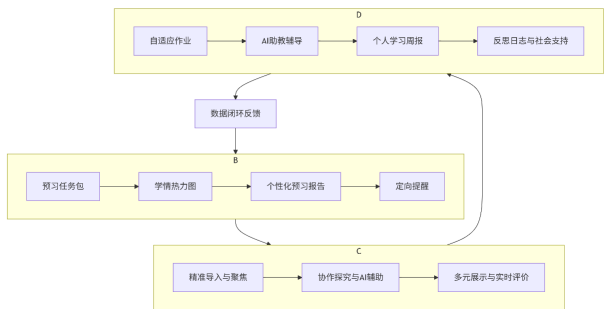 D
自适应作业
AI助教辅导
个人学习周报
反思日志与社会支持
数据闭环反馈
B
预习任务包
学情热力图
个性化预习报告
定向提醒
C
精准导入与聚焦
协作探究与AI辅助
多元展示与实时评价